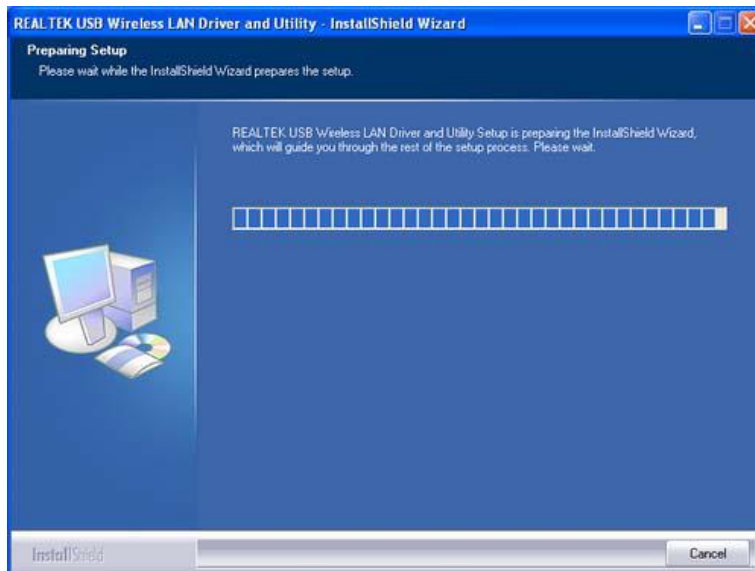 REALTEK USB Wireless LAN Driver and Utility - InstallShield Wizard
Preparing Setup
Please wait while the InstallShield Wizard prepares the setup.
REALTEK USB Wireless LAN Driver and Utility Setup is preparing the InstallShield Wizard,
which will guide you through the rest of the setup process. Please wait.
InstallShield
Cancel